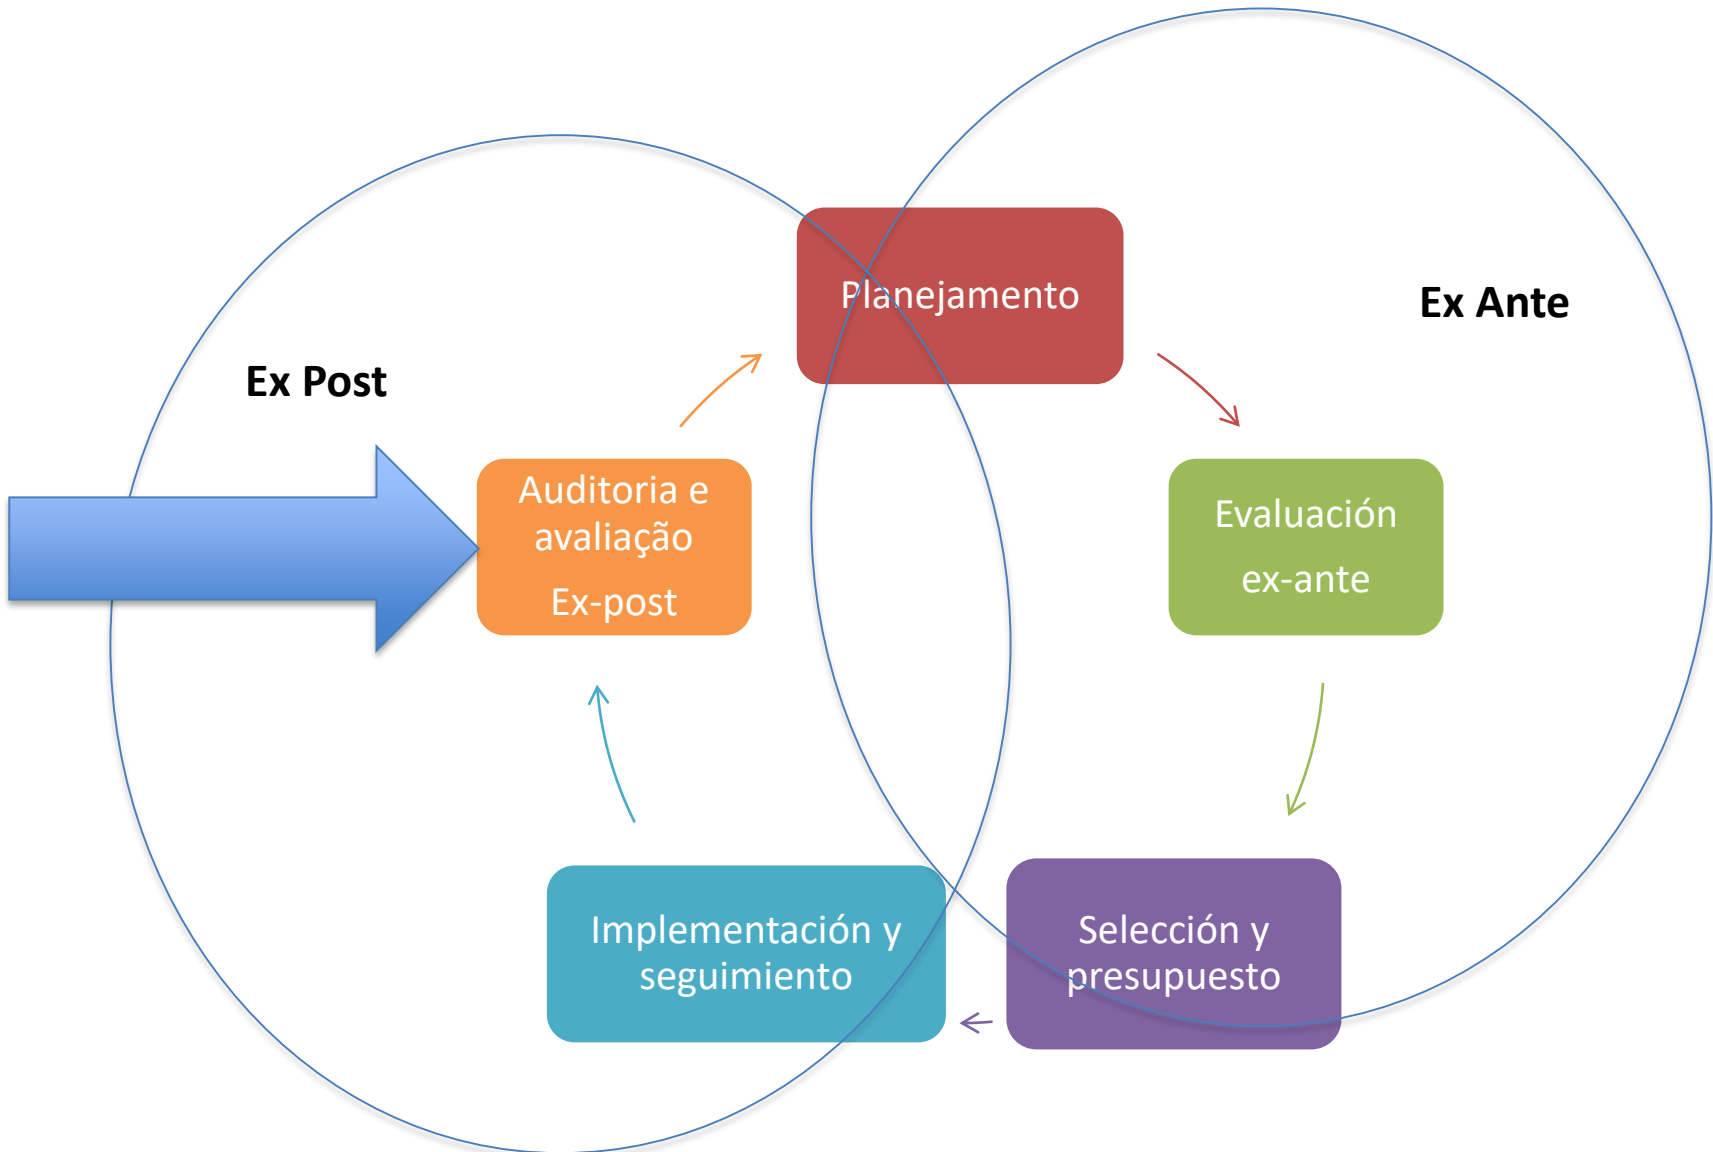 Planejamento
Ex Ante
Ex Post
Auditoria e
avaliação
Ex-post
Evaluación
ex-ante
Implementación y
seguimiento
Selección y
presupuesto